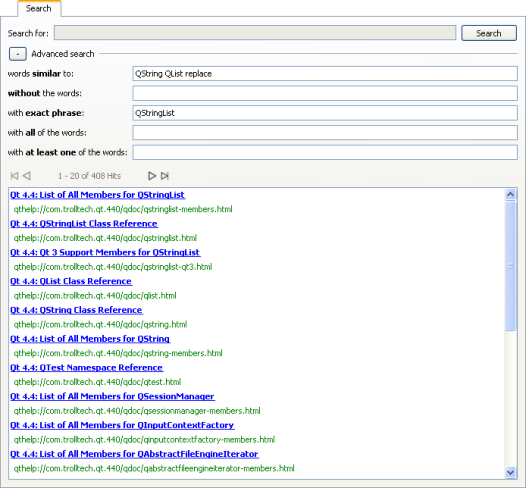 Search
Search for: Search
- Advanced search
words similar to: QString QList replace
without the words:
with exact phrase: QStringList
with all of the words:
with at least one of the words:
1 - 20 of 408 Hits
Qt 4.4: List of All Members for QStringList
qthelp://com.trolltech.qt.440/qdoc/qstringlist-members.html
Qt 4.4: QStringList Class Reference
qthelp://com.trolltech.qt.440/qdoc/qstringlist.html
Qt 4.4: Qt 3 Support Members for QStringList
qthelp://com.trolltech.qt.440/qdoc/qstringlist-qt3.html
Qt 4.4: QList Class Reference
qthelp://com.trolltech.qt.440/qdoc/qlist.html
Qt 4.4: QString Class Reference
qthelp://com.trolltech.qt.440/qdoc/qstring.html
Qt 4.4: List of All Members for QString
qthelp://com.trolltech.qt.440/qdoc/qstring-members.html
Qt 4.4: QTest Namespace Reference
qthelp://com.trolltech.qt.440/qdoc/qtest.html
Qt 4.4: List of All Members for QSessionManager
qthelp://com.trolltech.qt.440/qdoc/qsessionmanager-members.html
Qt 4.4: List of All Members for QInputContextFactory
qthelp://com.trolltech.qt.440/qdoc/qinputcontextfactory-members.html
Qt 4.4: List of All Members for QAbstractFileEngineIterator
qthelp://com.trolltech.qt.440/qdoc/qabstractfileengineiterator-members.html